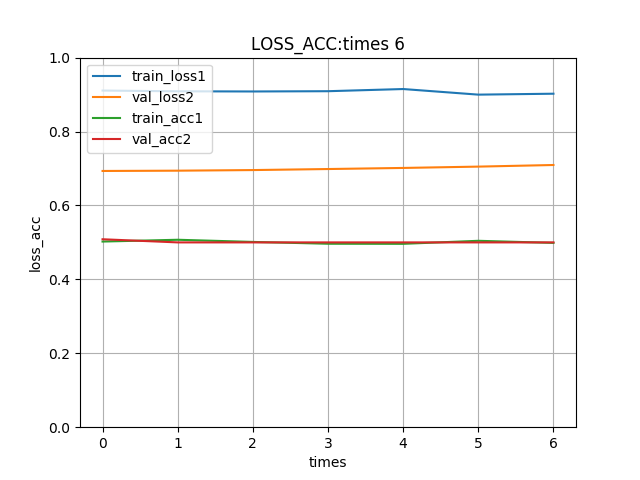 LOSS_ACC:times 6
train_loss1
val_loss2
train_acc1
val_acc2
loss_acc
1.0
0.8
0.6
0.4
0.2
0.0
0 1 2 3 4 5 6
times